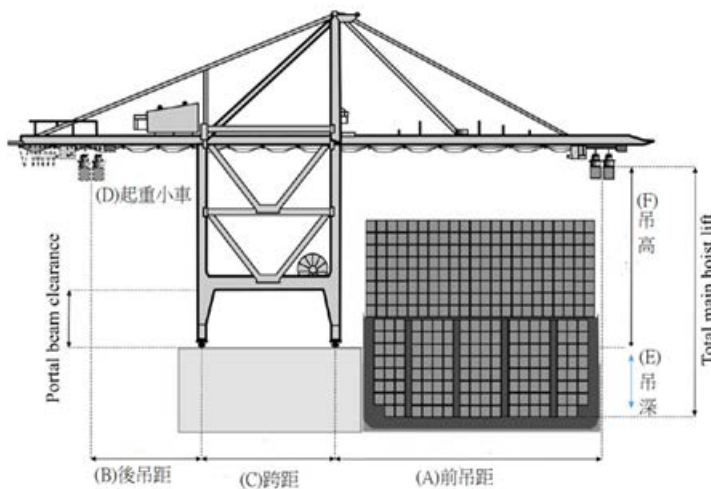 (D)起重小車
(F)
吊
高
Total main hoist lift
Portal beam clearance
(E)
吊
深
(B)後吊距
(C)跨距
(A)前吊距